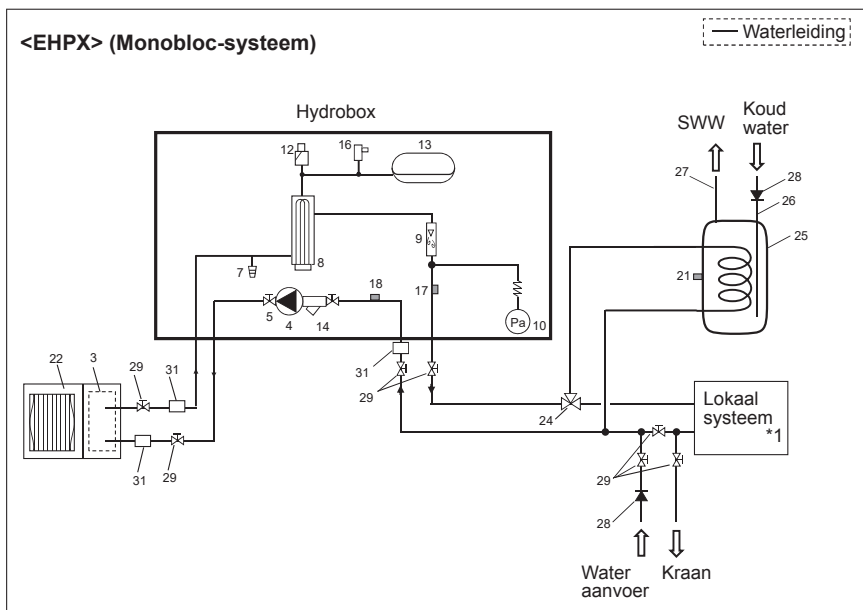 <EHPX> (Monobloc-systeem)
Waterleiding
Hydrobox
SWW
Koud
water
12
16
13
27
28
26
25
9
7
8
21
18
17
5
4
14
10
Pa
22
3
29
31
31
29
24
Lokaal
systeem
*1
31
29
29
28
Water
aanvoer
Kraan